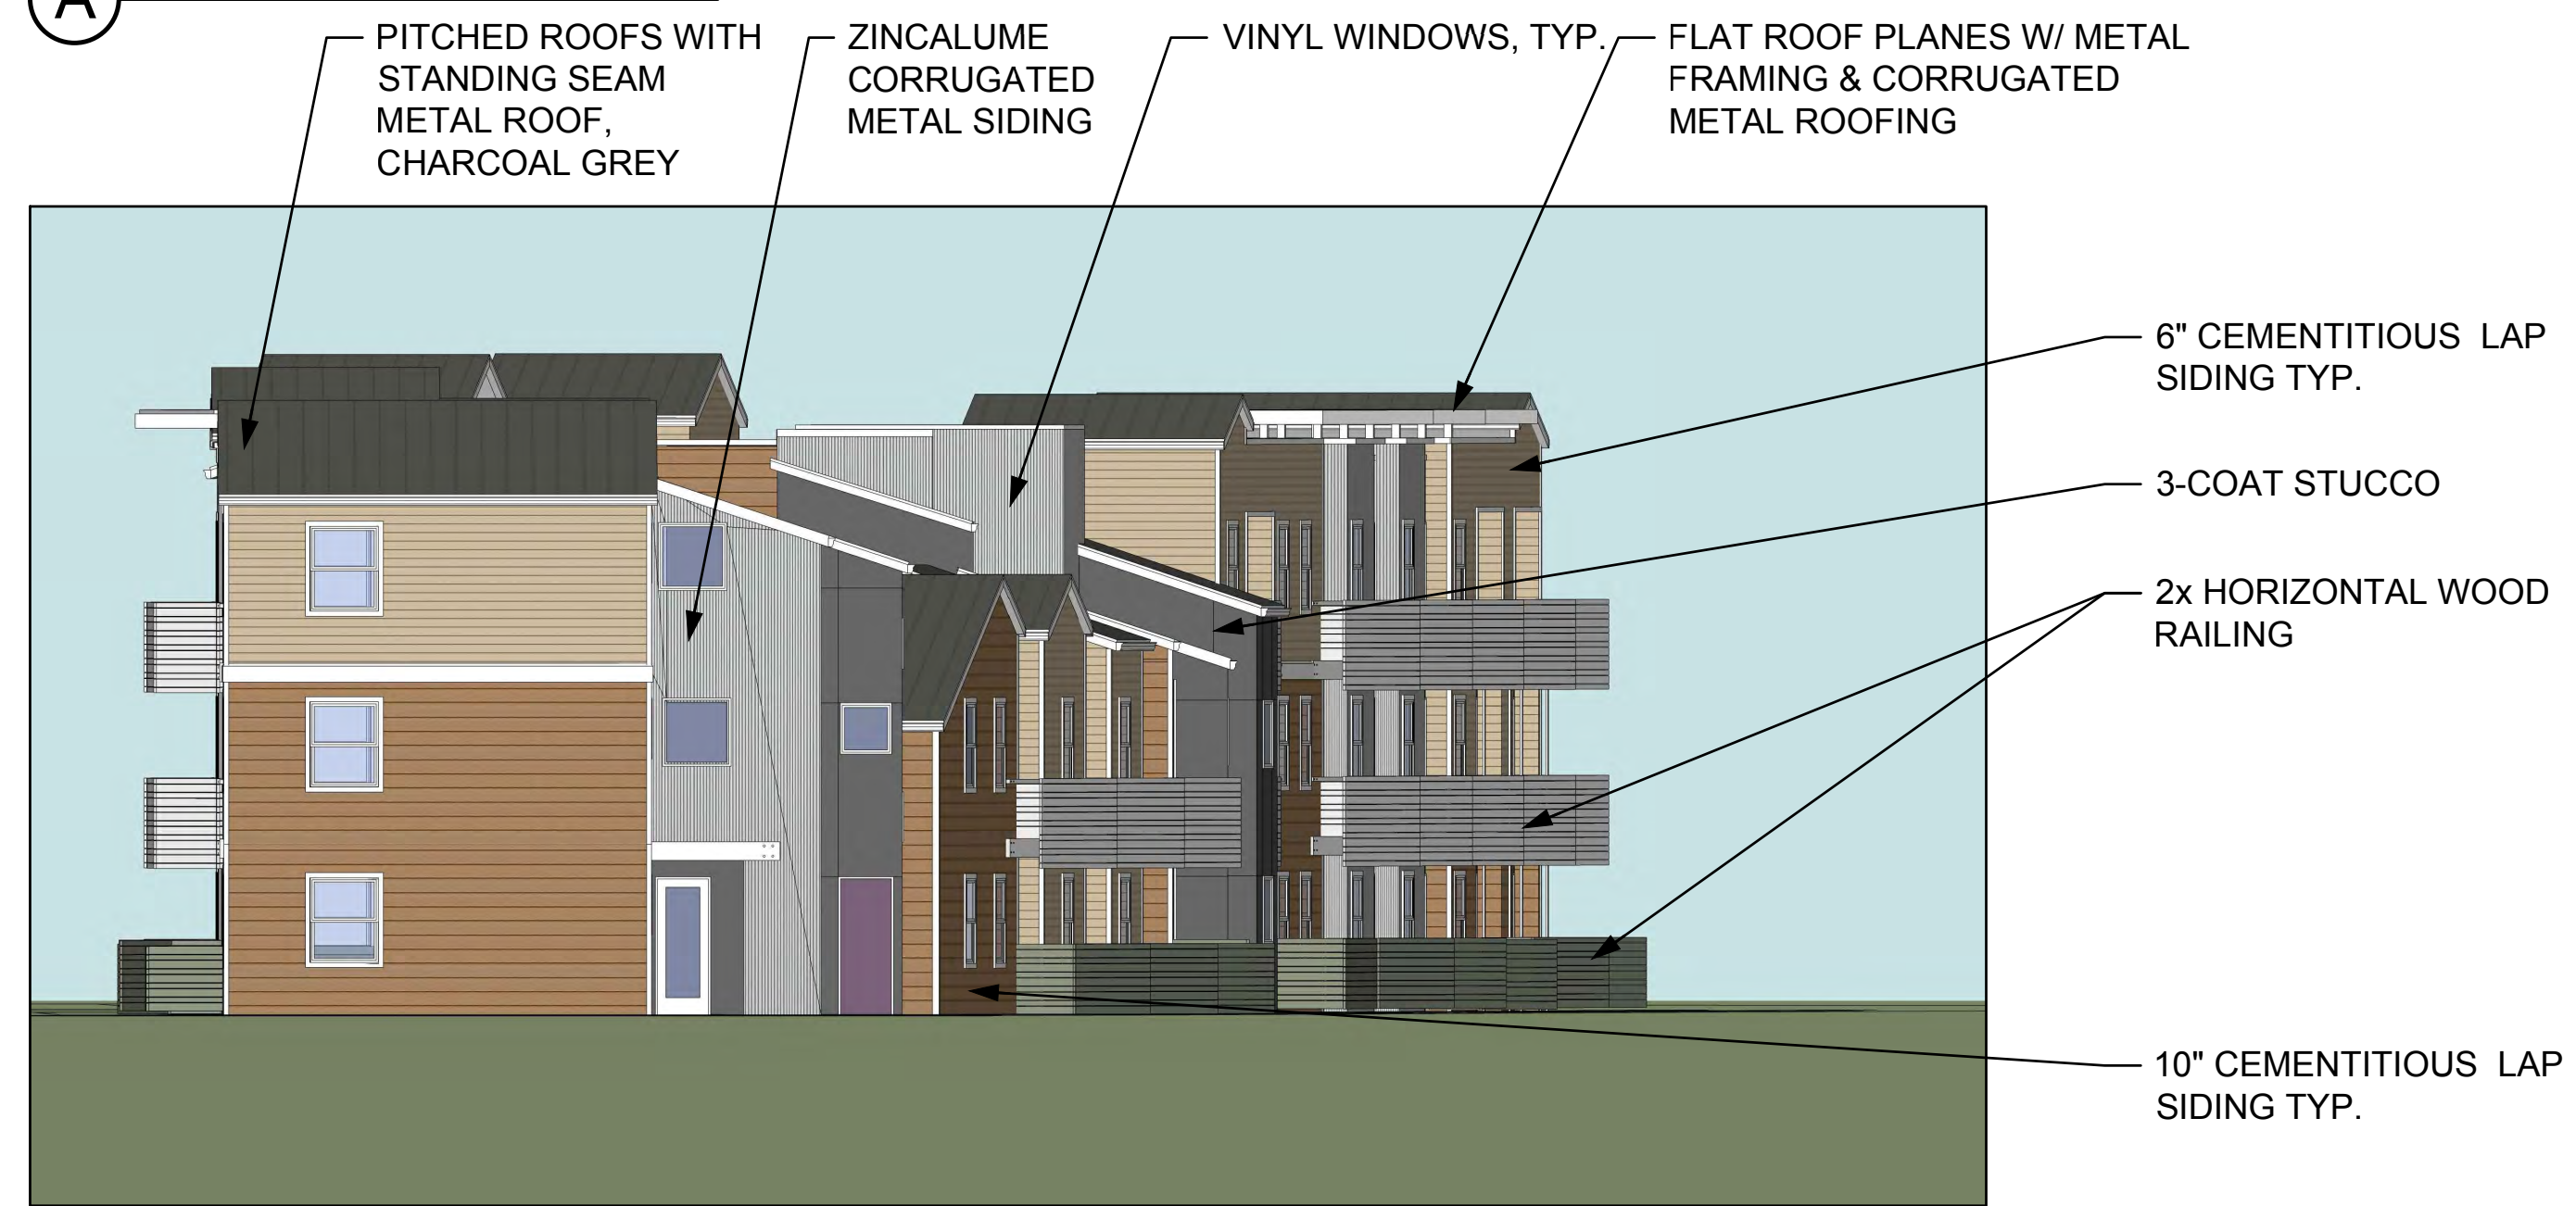 A
PITCHED ROOFS WITH
STANDING SEAM
METAL ROOF,
CHARCOAL GREY
ZINCALUME
CORRUGATED
METAL SIDING
VINYL WINDOWS, TYP.
FLAT ROOF PLANES W/ METAL
FRAMING & CORRUGATED
METAL ROOFING
6" CEMENTITIOUS LAP
SIDING TYP.
3-COAT STUCCO
2x HORIZONTAL WOOD
RAILING
10" CEMENTITIOUS LAP
SIDING TYP.